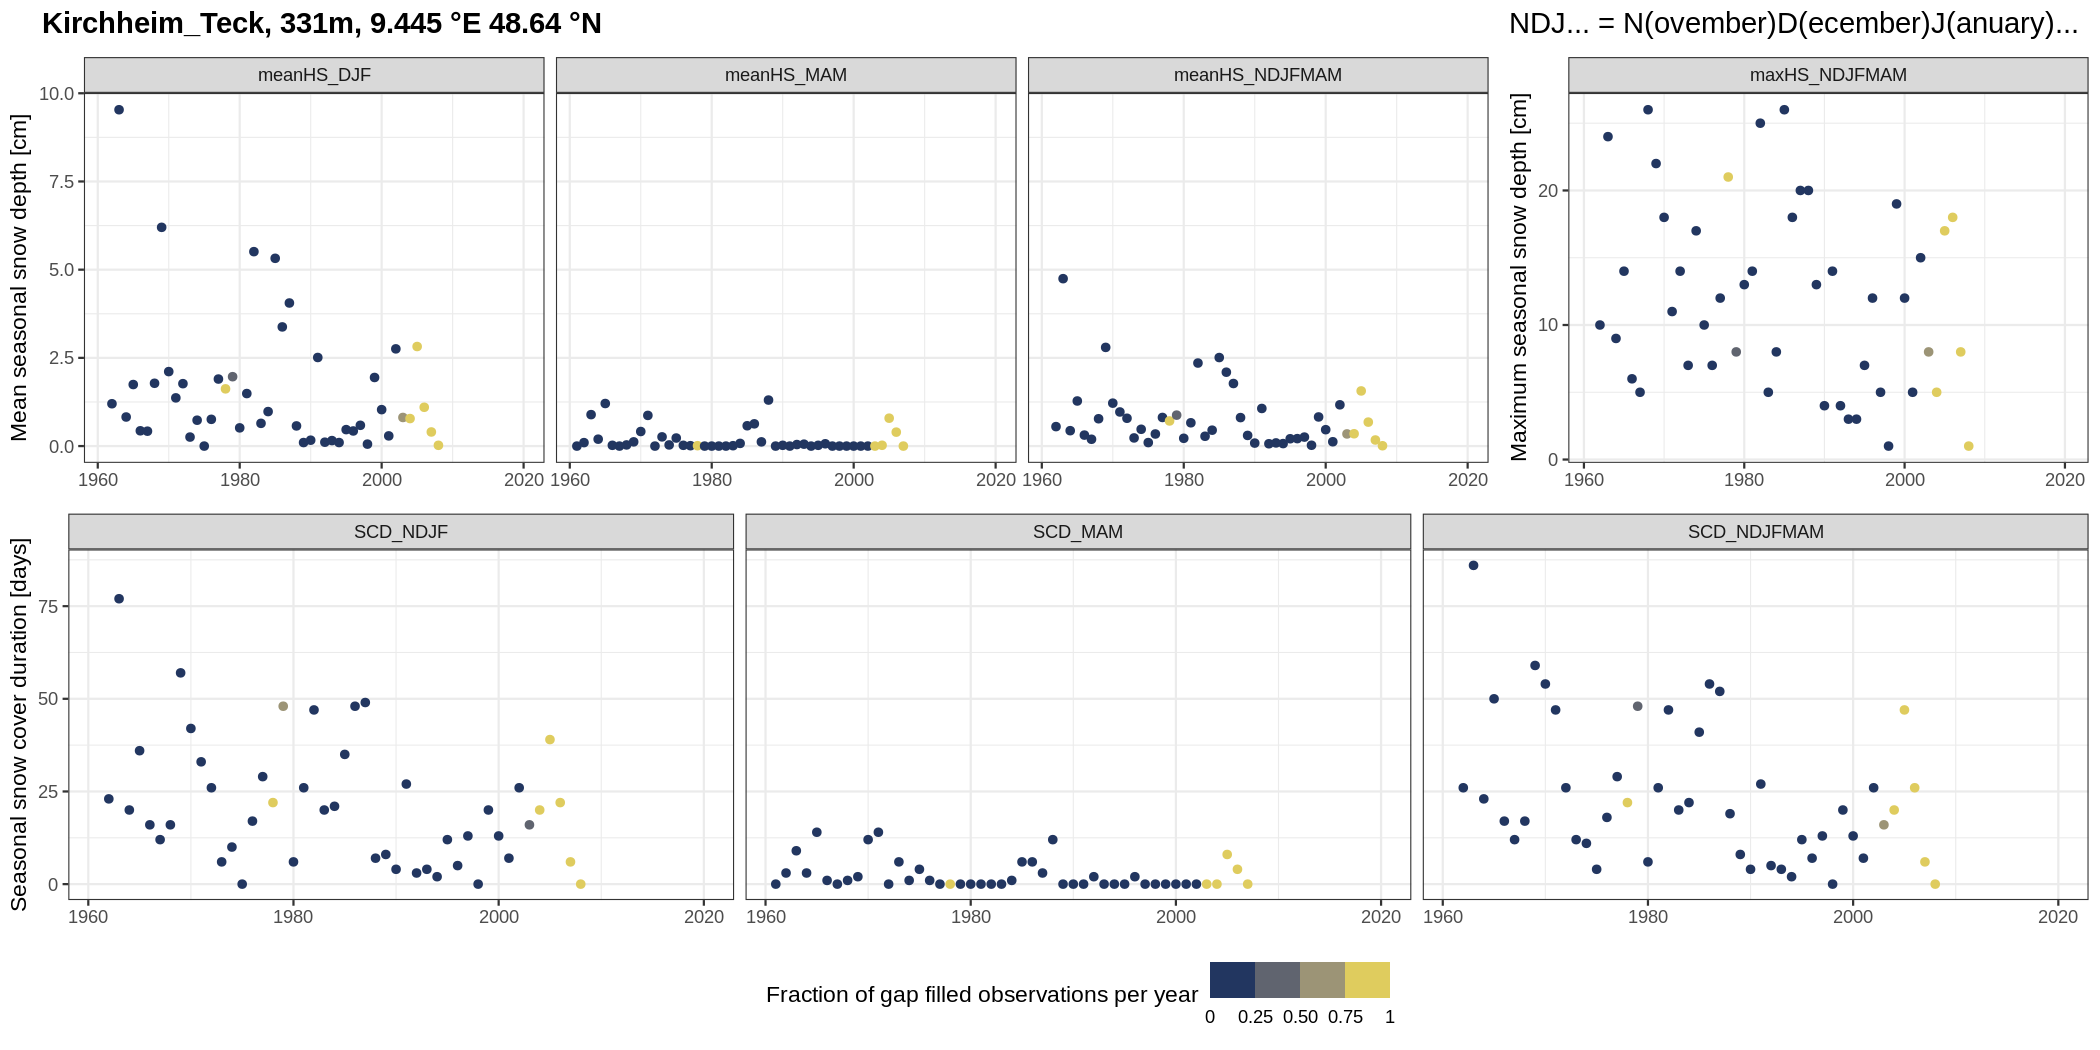 Kirchheim_Teck, 331m, 9.445 °E 48.64 °N
NDJ... = N(ovember)D(ecember)J(anuary)...
meanHS_DJF
meanHS_MAM
meanHS_NDJFMAM
maxHS_NDJFMAM
Mean seasonal snow depth [cm]
10.0
7.5
5.0
2.5
0.0
1960 1980 2000 2020
1960 1980 2000 2020
1960 1980 2000 2020
Maximum seasonal snow depth [cm]
20
10
0
1960 1980 2000 2020
SCD_NDJF
SCD_MAM
SCD_NDJFMAM
Seasonal snow cover duration [days]
75
50
25
0
1960 1980 2000 2020
1960 1980 2000 2020
1960 1980 2000 2020
Fraction of gap filled observations per year
0 0.25 0.50 0.75 1